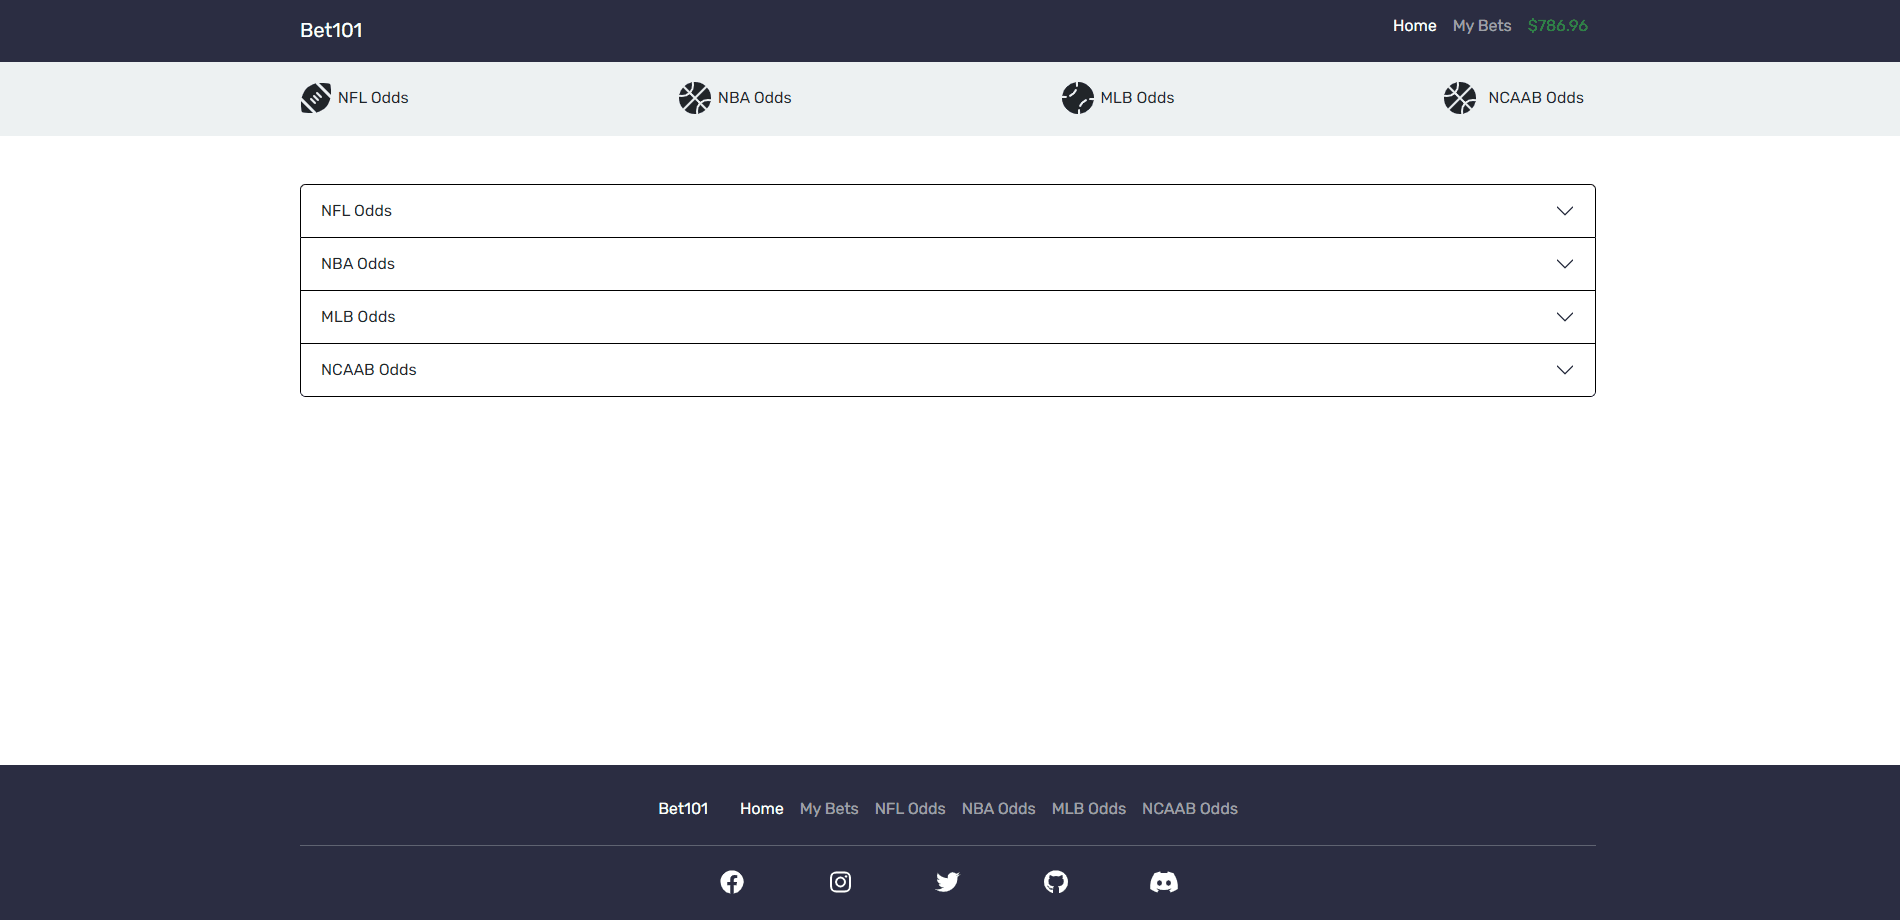 Bet101 Home My Bets $786.96
NFL Odds NBA Odds MLB Odds NCAAB Odds
NFL Odds
NBA Odds
MLB Odds
NCAAB Odds
Bet101 Home My Bets NFL Odds NBA Odds MLB Odds NCAAB Odds